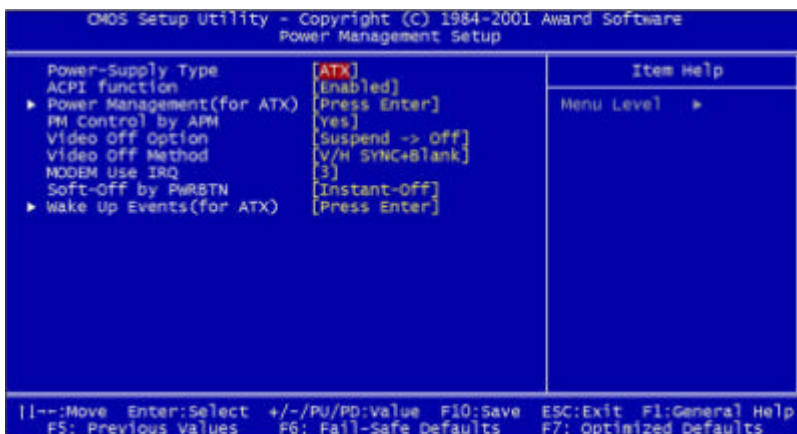 CMOS Setup Utility - Copyright (C) 1984-2001 Award Software
Power Management Setup
Power-Supply Type [ATX]
ACPI function [Enabled]
► Power Management(for ATX) [Press Enter]
PM Control by APM [Yes]
Video Off Option [Suspend -> Off]
Video Off Method [V/H SYNC+Blank]
MODEM Use IRQ [3]
Soft-Off by PWRBTN [Instant-Off]
► Wake Up Events(for ATX) [Press Enter]
Item Help
Menu Level ►
||--:Move Enter:Select +/-/PU/PD:Value F10:Save ESC:Exit F1:General Help
F5: Previous Values F6: Fail-Safe Defaults F7: Optimized Defaults